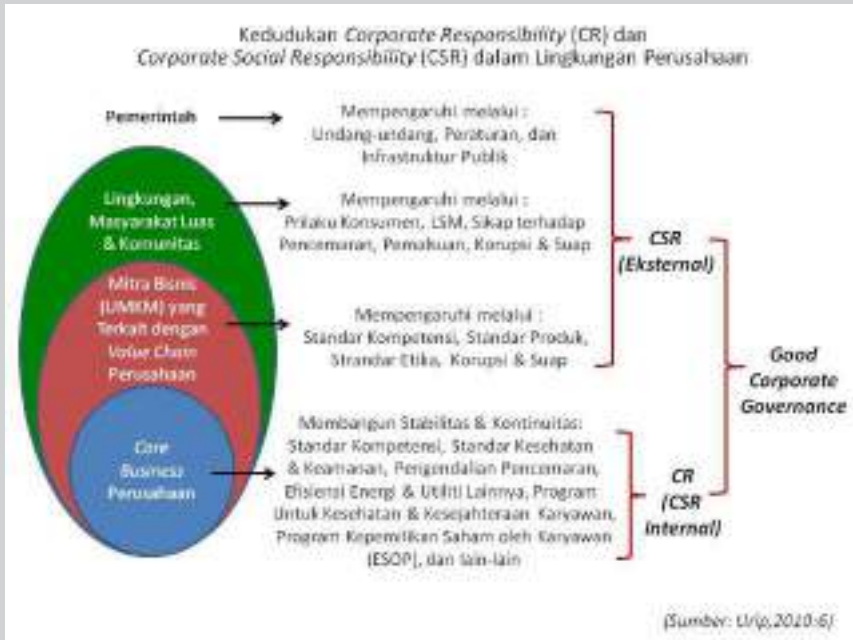 Kedudukan Corporate Responsibility (CR) dan
Corporate Social Responsibility (CSR) dalam Lingkungan Perusahaan
Pemerintah
Mempengaruhi melalui :
Undang-undang, Peraturan, dan
Infrastruktur Publik
Lingkungan,
Masyarakat Luas
& Komunitas
Mempengaruhi melalui :
Prilaku Konsumen, LSM, Sikap terhadap
Pencemaran, Pemalsuan, Korupsi & Suap
CSR
(Eksternal)
Mitra Bisnis
(UMKM) yang
Terkait dengan
Value Chain
Perusahaan
Mempengaruhi melalui :
Standar Kompetensi, Standar Produk,
Strandar Etika, Korupsi & Suap
Good
Corporate
Governance
Core
Business
Perusahaan
Membangun Stabilitas & Kontinuitas:
Standar Kompetensi, Standar Kesehatan
& Keamanan, Pengendalian Pencemaran,
Efisiensi Energi & Utiliti Lainnya, Program
Untuk Kesehatan & Kesejahteraan Karyawan,
Program Kepemilikan Saham oleh Karyawan
(ESOP), dan lain-lain
CR
(CSR
Internal)
(Sumber: Urip,2010:6)